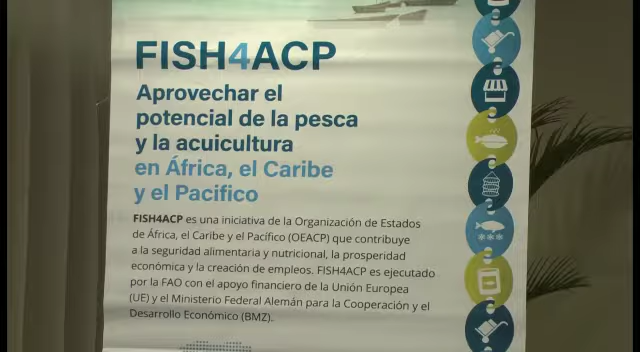 FISH4ACP
Aprovechar el
potencial de la pesca
y la acuicultura
en África, el Caribe
y el Pacifico
FISH4ACP es una iniciativa de la Organización de Estados
de África, el Caribe y el Pacífico (OEACP) que contribuye
a la seguridad alimentaria y nutricional, la prosperidad
económica y la creación de empleos. FISH4ACP es ejecutado
por la FAO con el apoyo financiero de la Unión Europea
(UE) y el Ministerio Federal Alemán para la Cooperación y el
Desarrollo Económico (BMZ).